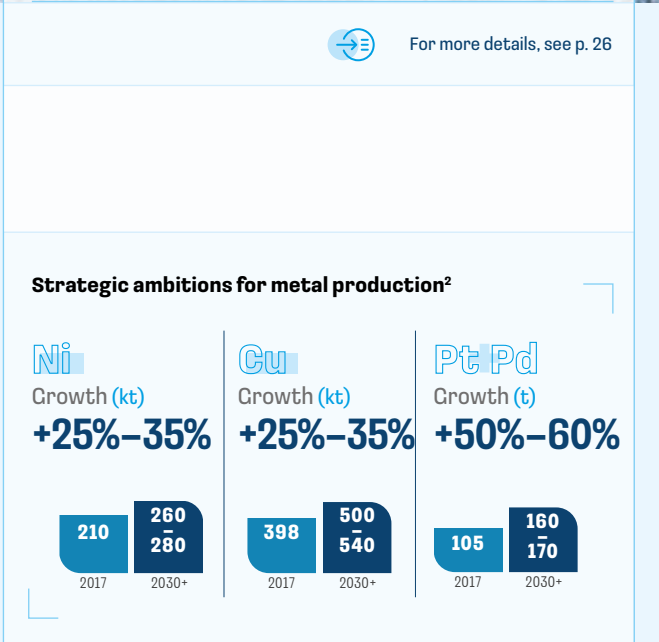 For more details, see p. 26
Strategic ambitions for metal production²
Ni
Growth (kt)
+25%–35%
210
260
–
280
2017
2030+
Cu
Growth (kt)
+25%–35%
398
500
–
540
2017
2030+
Pt Pd
Growth (t)
+50%–60%
105
160
–
170
2017
2030+